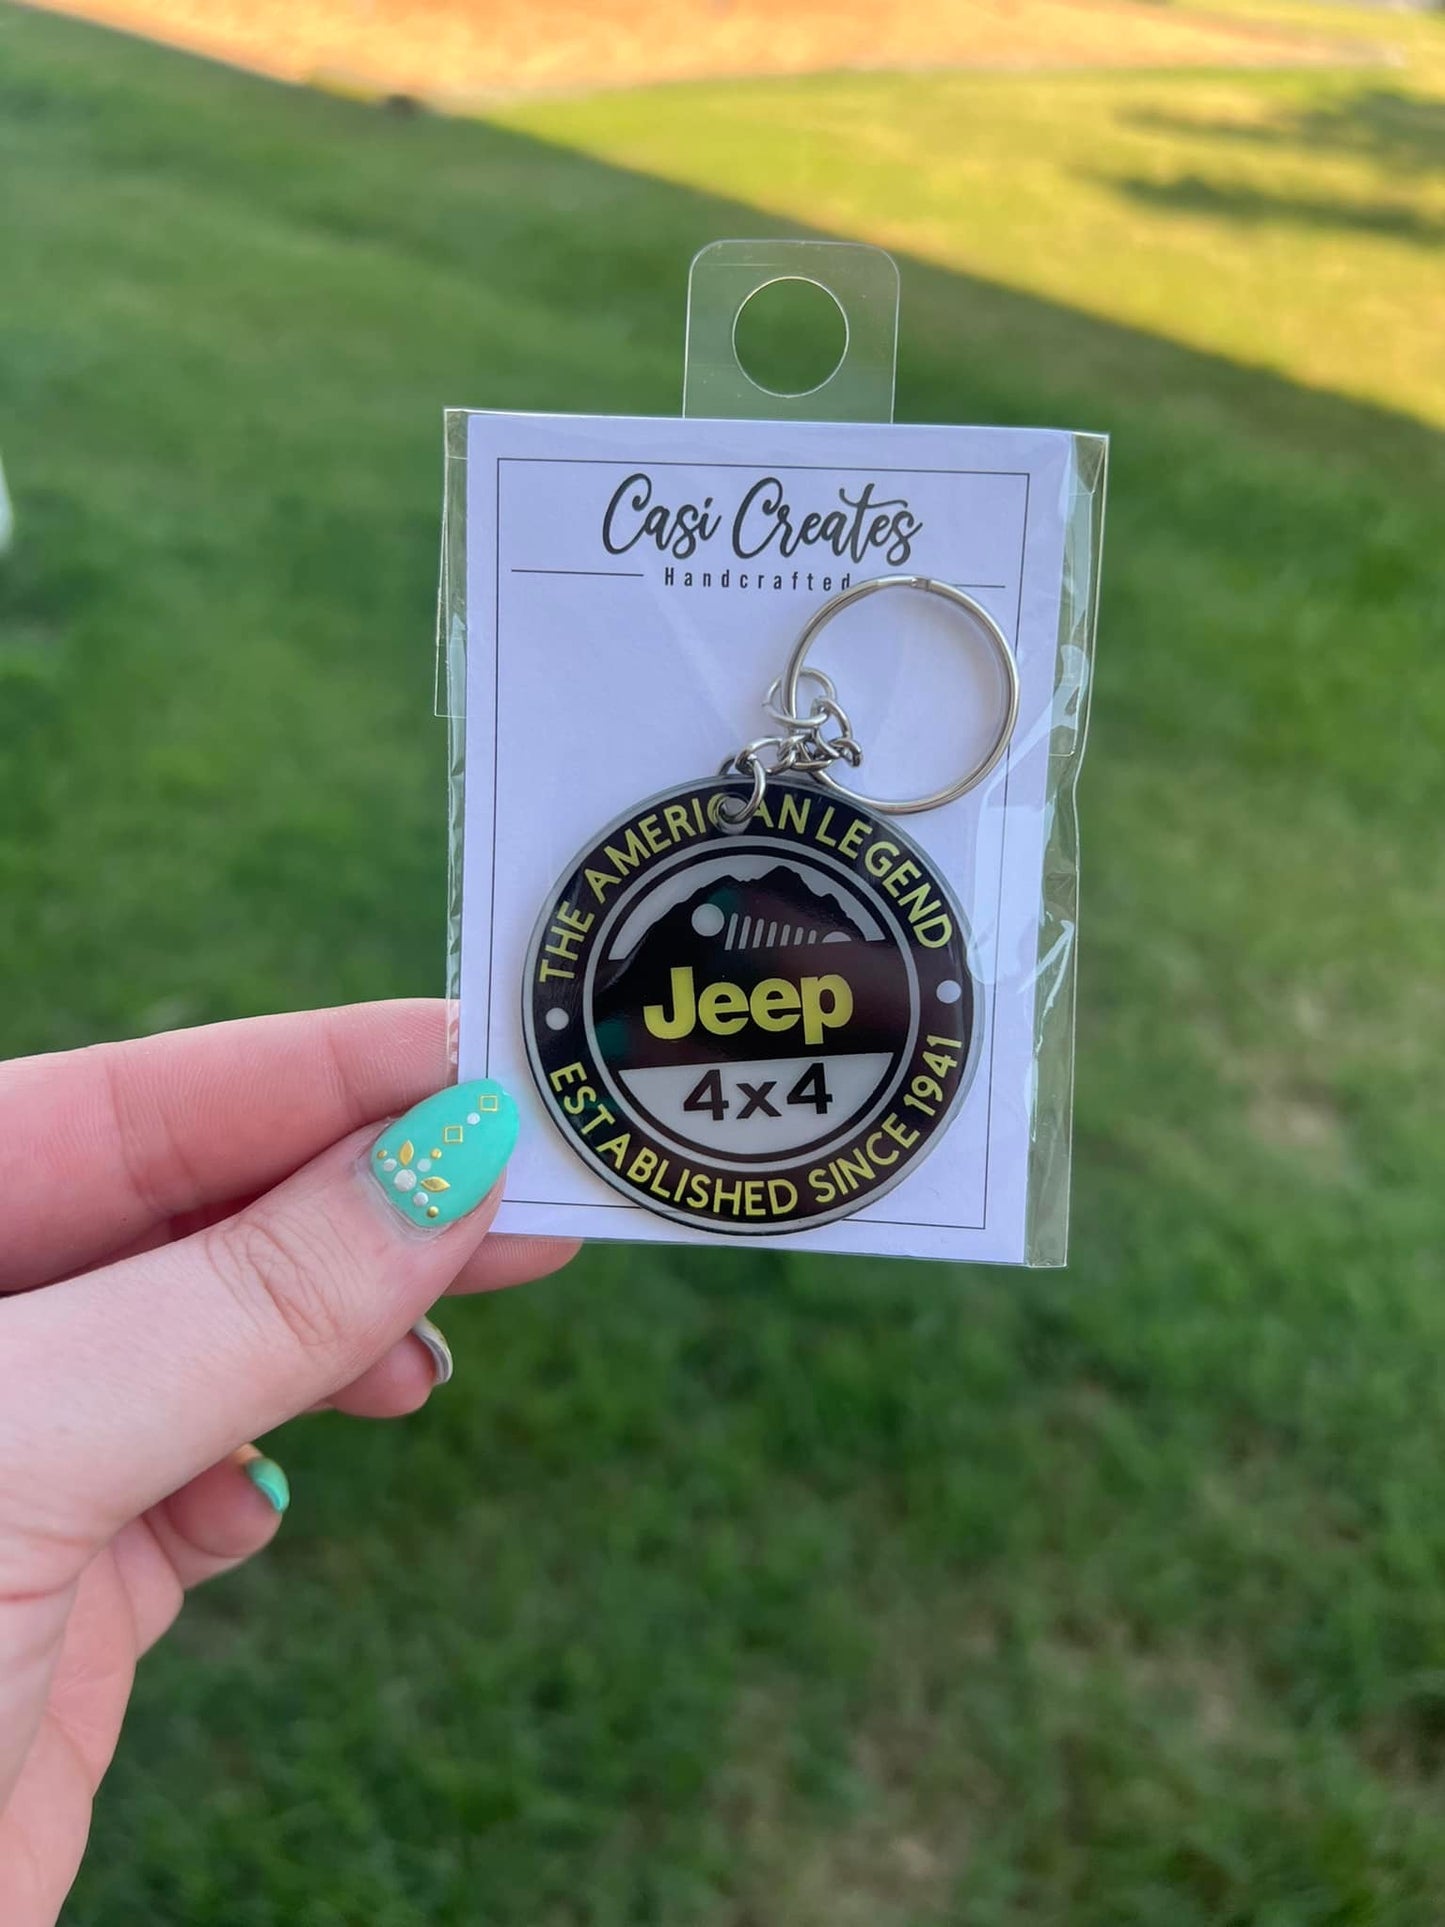 Casi Creates
Handcrafted
THE AMERICAN LEGEND
Jeep
4x4
ESTABLISHED SINCE 1941